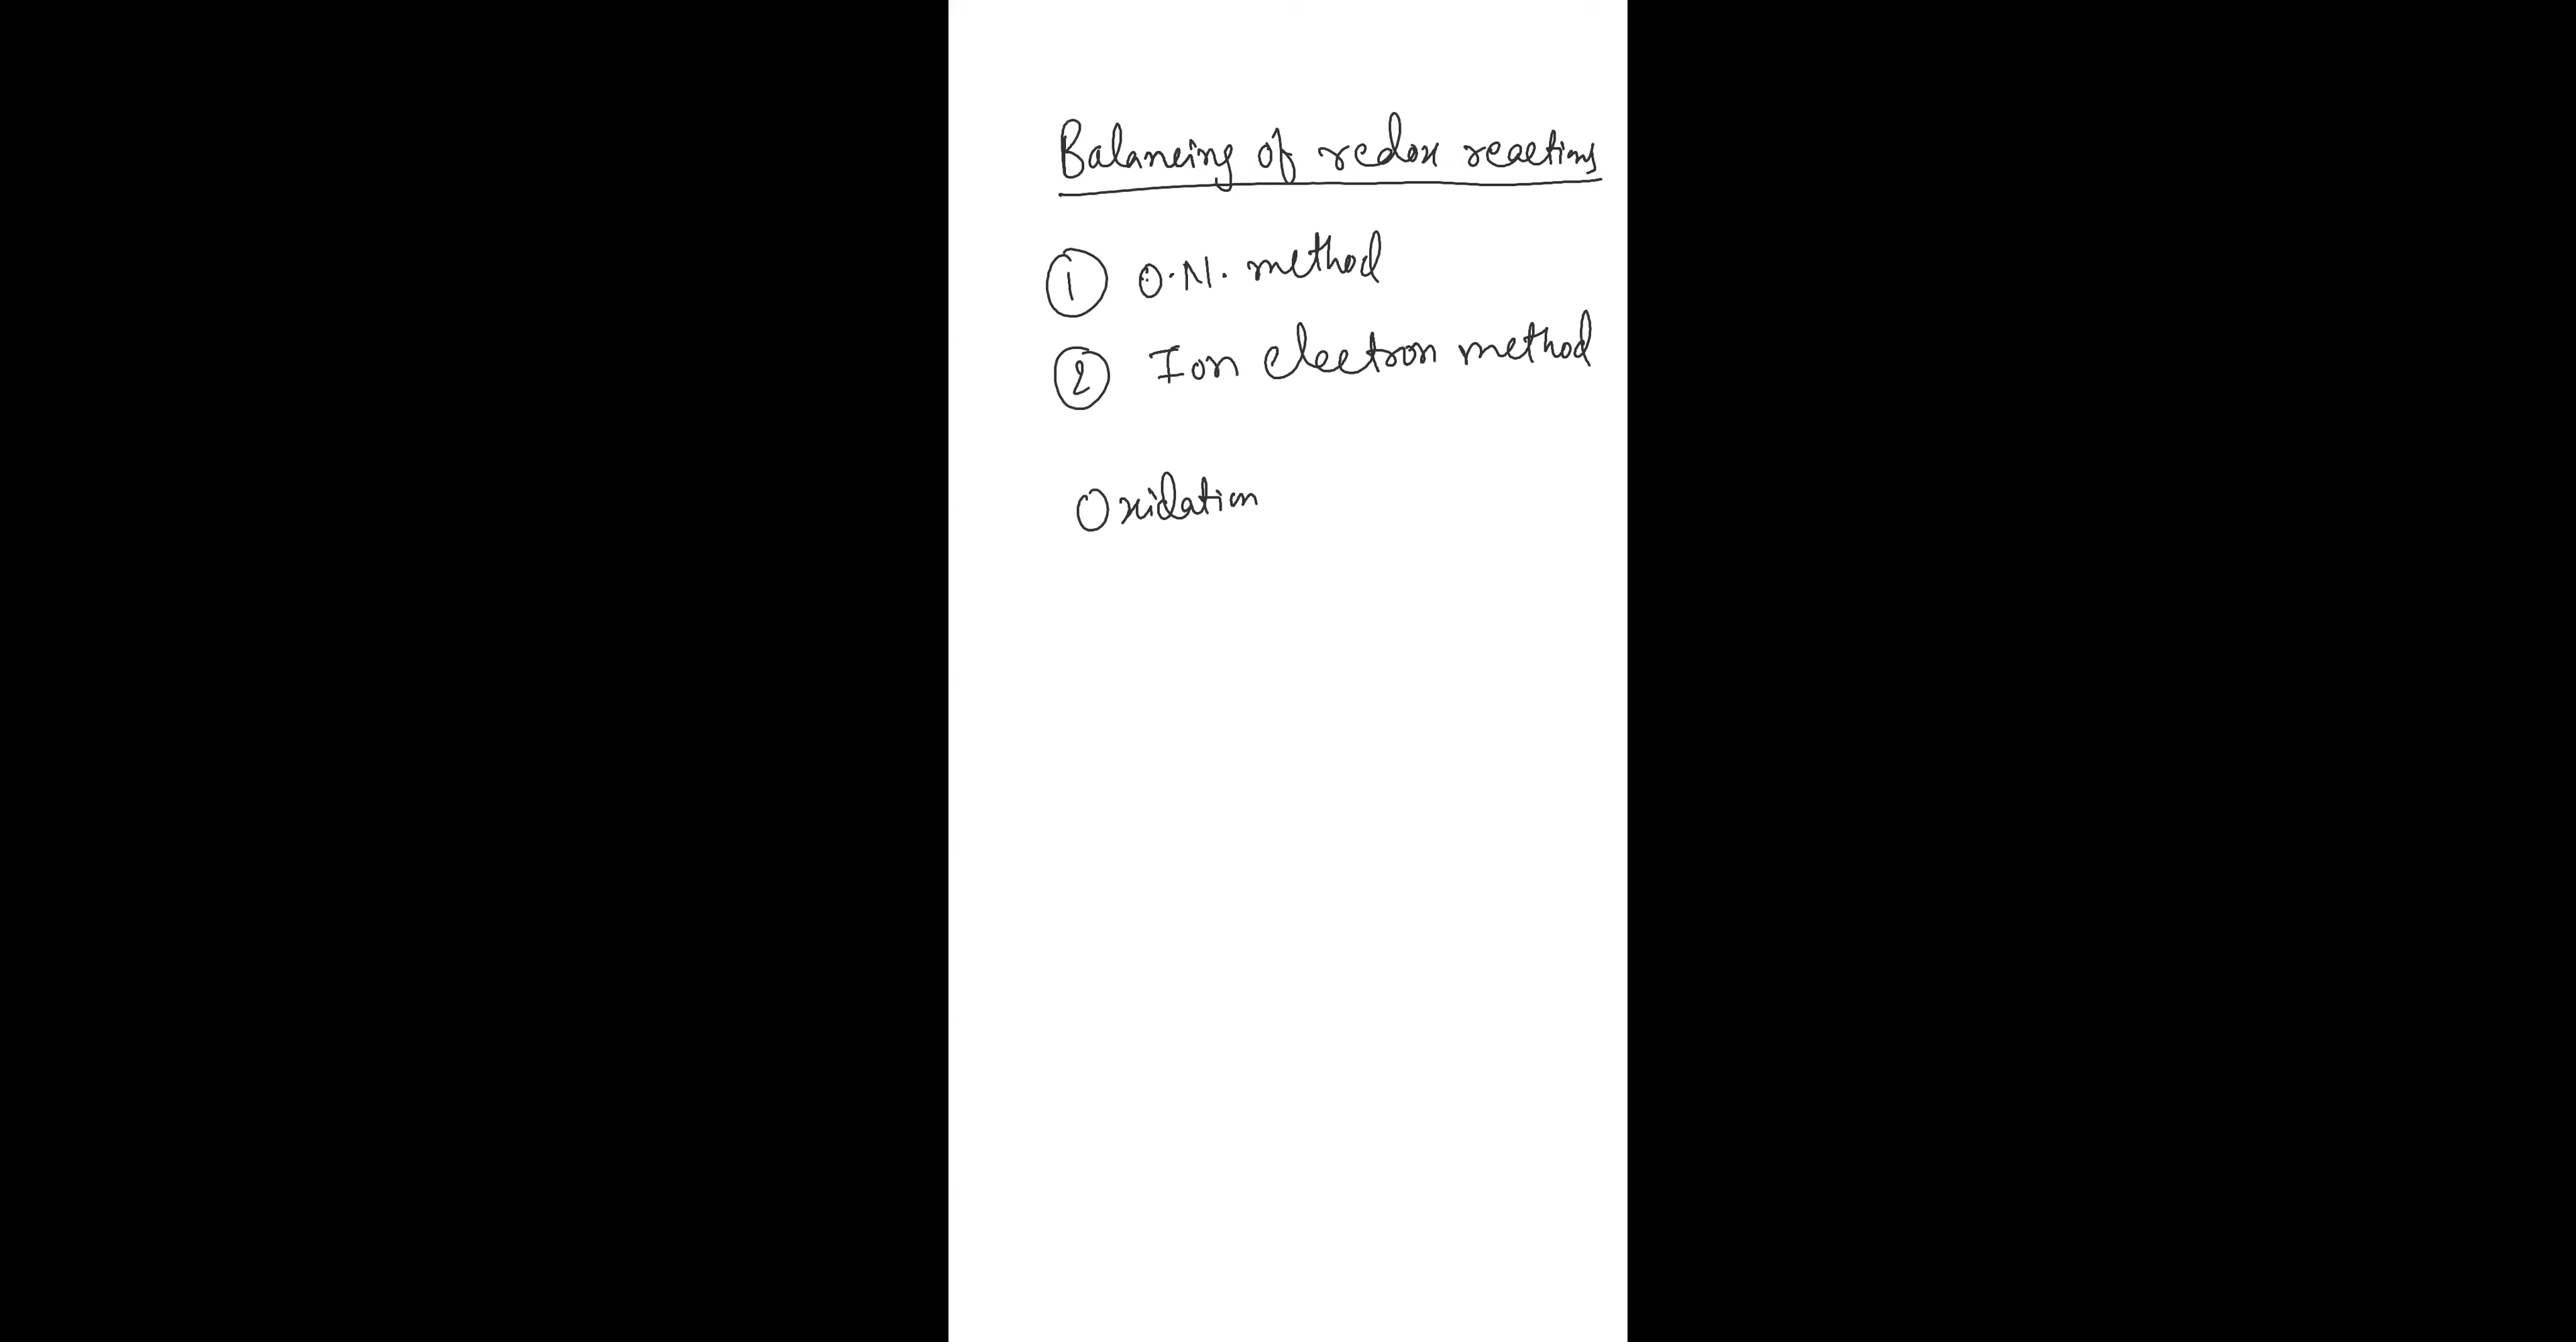 Balancing of redox reactions
① O.N. method
② Ion electron method
Oxidation